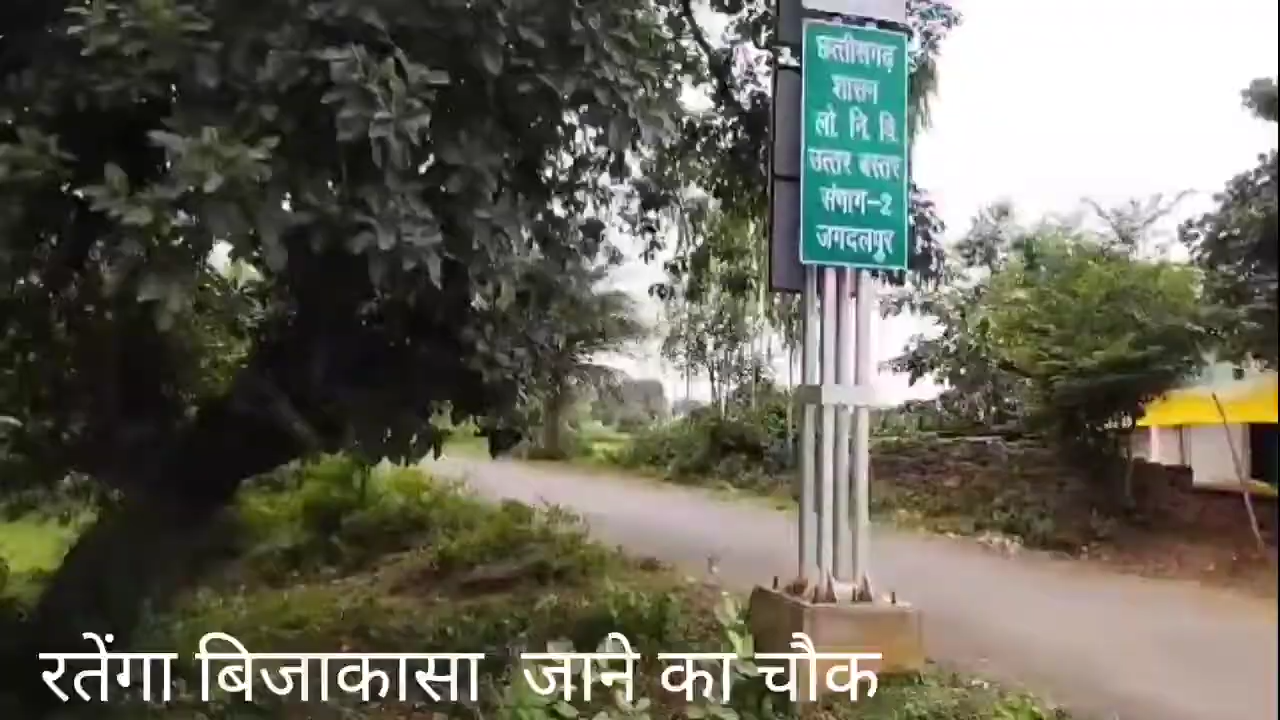 छत्तीसगढ़
शासन
लो. नि. वि.
उत्तर बस्तर
संभाग-2
जगदलपुर
रतेंगा बिजाकासा जाने का चौक